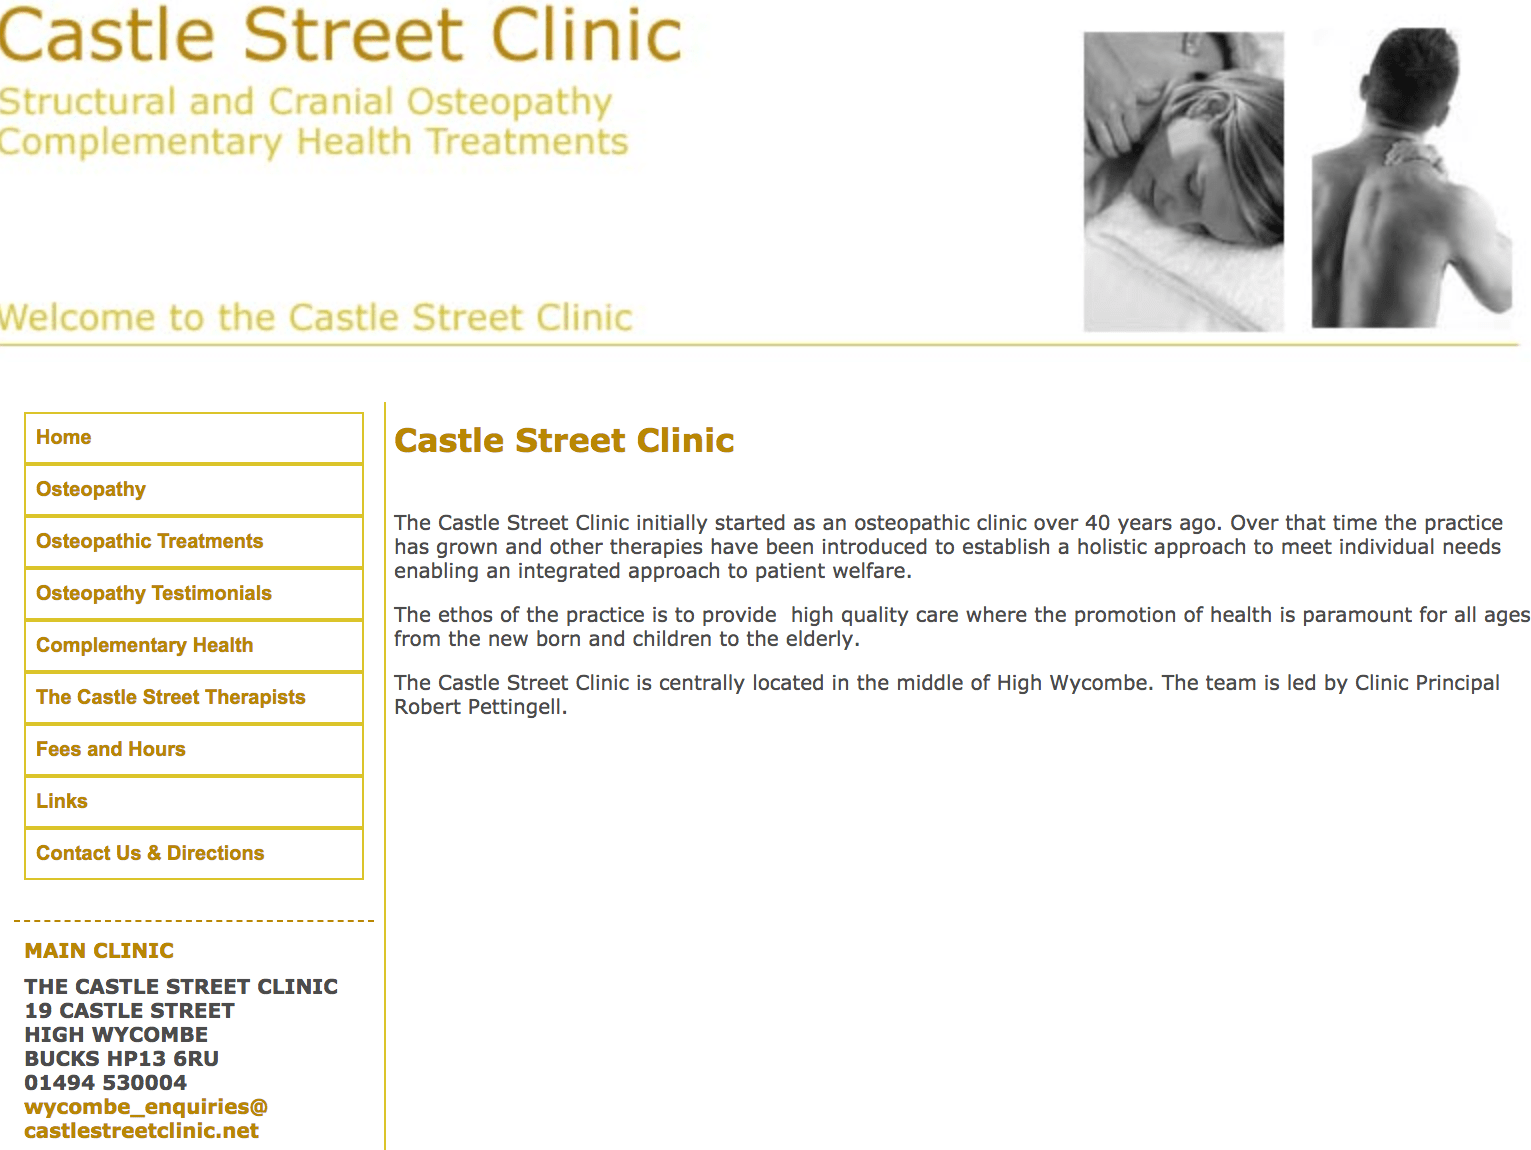 Castle Street Clinic
Structural and Cranial Osteopathy
Complementary Health Treatments
Welcome to the Castle Street Clinic
Home
Osteopathy
Osteopathic Treatments
Osteopathy Testimonials
Complementary Health
The Castle Street Therapists
Fees and Hours
Links
Contact Us & Directions
MAIN CLINIC
THE CASTLE STREET CLINIC
19 CASTLE STREET
HIGH WYCOMBE
BUCKS HP13 6RU
01494 530004
wycombe_enquiries@
castlestreetclinic.net
Castle Street Clinic
The Castle Street Clinic initially started as an osteopathic clinic over 40 years ago. Over that time the practice
has grown and other therapies have been introduced to establish a holistic approach to meet individual needs
enabling an integrated approach to patient welfare.
The ethos of the practice is to provide  high quality care where the promotion of health is paramount for all ages
from the new born and children to the elderly.
The Castle Street Clinic is centrally located in the middle of High Wycombe. The team is led by Clinic Principal
Robert Pettingell.